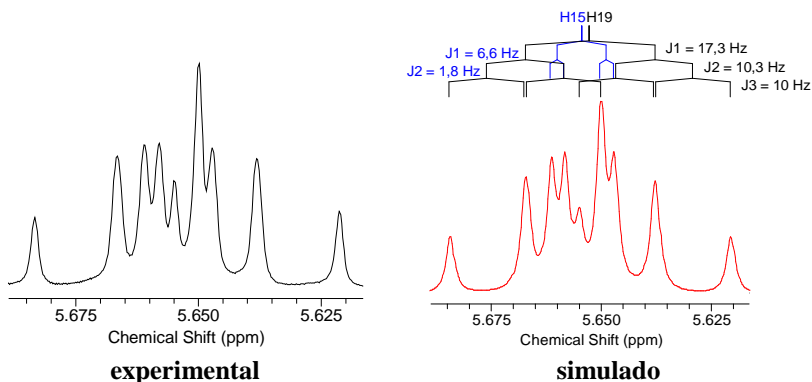 H15H19
J1 = 6,6 Hz
J1 = 17,3 Hz
J2 = 1,8 Hz
J2 = 10,3 Hz
J3 = 10 Hz
5.675 5.650 5.625
Chemical Shift (ppm)
experimental
5.675 5.650 5.625
Chemical Shift (ppm)
simulado